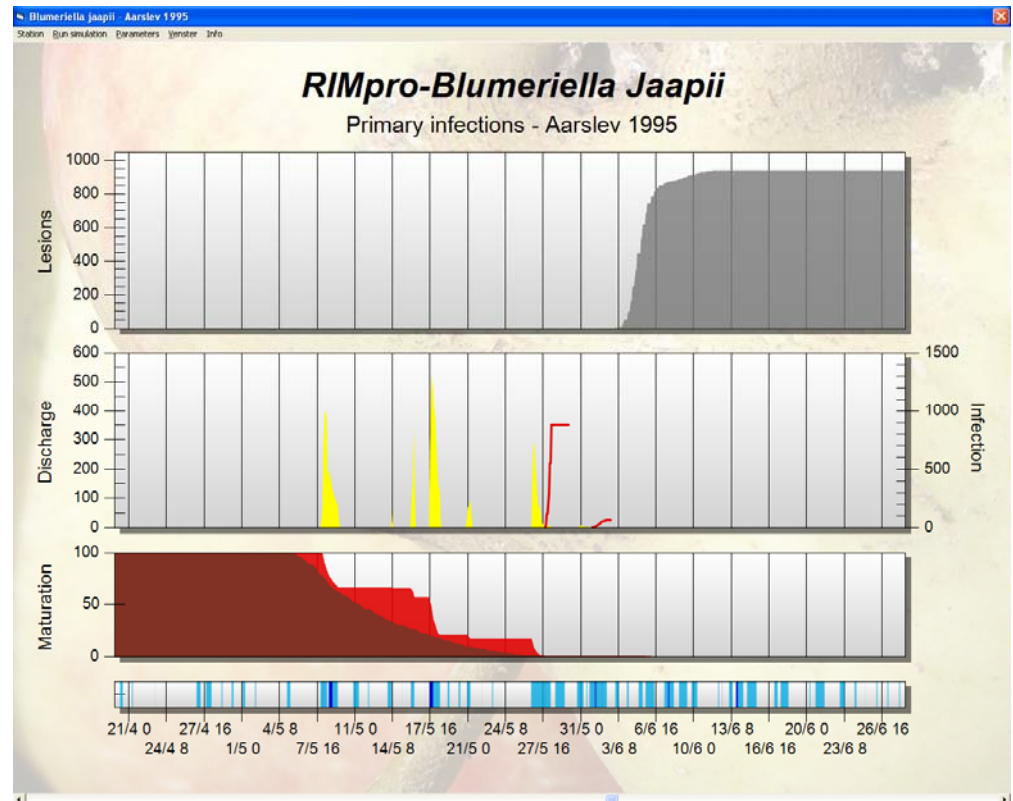 Blumeriella jaapii - Aarslev 1995
Station Run simulation Parameters Venster Info
RIMpro-Blumeriella Jaapii
Primary infections - Aarslev 1995
Lesions
1000
800
600
400
200
0
Discharge
600
500
400
300
200
100
0
Infection
1500
1000
500
0
Maturation
100
50
0
21/4 0 27/4 16 4/5 8 11/5 0 17/5 16 24/5 8 31/5 0 6/6 16 13/6 8 20/6 0 26/6 16
24/4 8 1/5 0 7/5 16 14/5 8 21/5 0 27/5 16 3/6 8 10/6 0 16/6 16 23/6 8